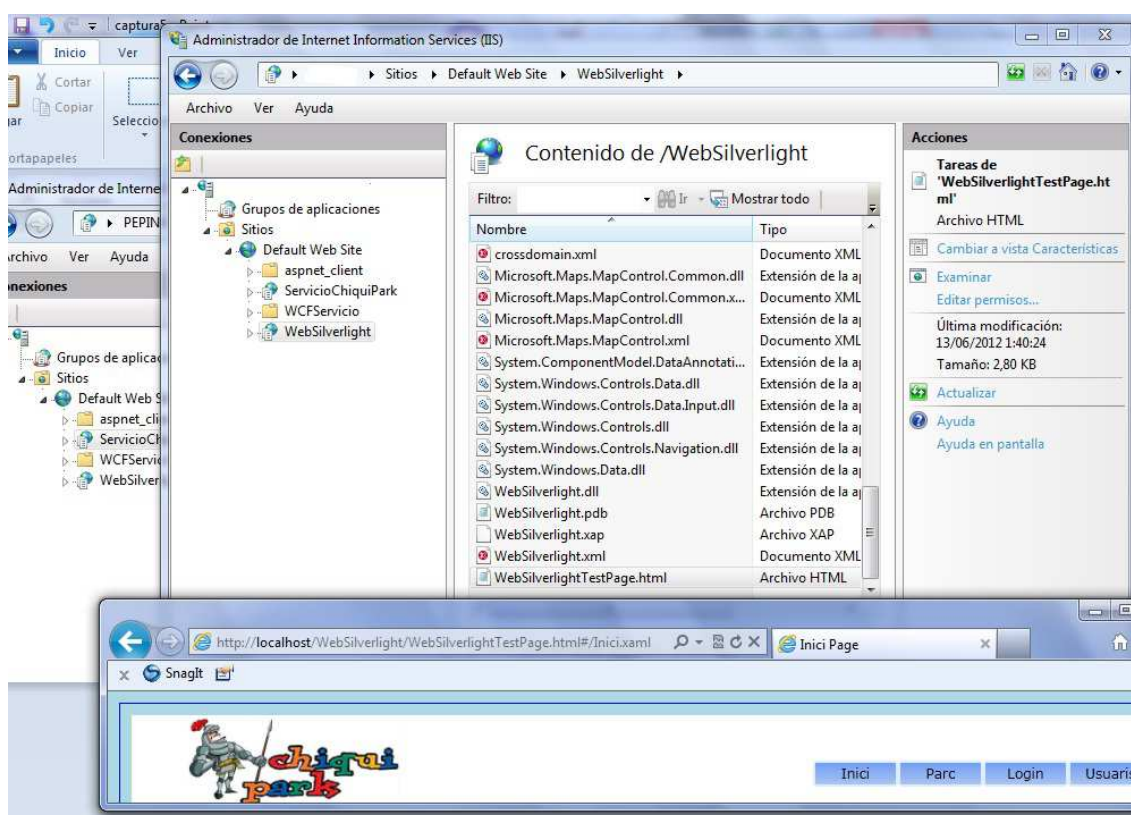 captura5
Inicio Ver
Cortar
Copiar
Seleccio
ortapapeles
Administrador de Interne
PEPIN
rchivo Ver Ayuda
onexiones
Grupos de aplicac
Sitios
Default Web S
aspnet_cli
ServicioCh
WCFServic
WebSilver
Administrador de Internet Information Services (IIS)
Sitios Default Web Site WebSilverlight
Archivo Ver Ayuda
Conexiones
Grupos de aplicaciones
Sitios
Default Web Site
aspnet_client
ServicioChiquiPark
WCFServicio
WebSilverlight
Contenido de /WebSilverlight
Filtro: Ir Mostrar todo
Nombre Tipo
crossdomain.xml Documento XML
Microsoft.Maps.MapControl.Common.dll Extensión de la a
Microsoft.Maps.MapControl.Common.x... Documento XML
Microsoft.Maps.MapControl.dll Extensión de la a
Microsoft.Maps.MapControl.xml Documento XML
System.ComponentModel.DataAnnotati... Extensión de la a
System.Windows.Controls.Data.dll Extensión de la a
System.Windows.Controls.Data.Input.dll Extensión de la a
System.Windows.Controls.dll Extensión de la a
System.Windows.Controls.Navigation.dll Extensión de la a
System.Windows.Data.dll Extensión de la a
WebSilverlight.dll Extensión de la a
WebSilverlight.pdb Archivo PDB
WebSilverlight.xap Archivo XAP
WebSilverlight.xml Documento XML
WebSilverlightTestPage.html Archivo HTML
Acciones
Tareas de
'WebSilverlightTestPage.ht
ml'
Archivo HTML
Cambiar a vista Características
Examinar
Editar permisos...
Última modificación:
13/06/2012 1:40:24
Tamaño: 2,80 KB
Actualizar
Ayuda
Ayuda en pantalla
http://localhost/WebSilverlight/WebSilverlightTestPage.html#/Inici.xaml Inici Page
x SnagIt
chiqui
park
Inici Parc Login Usuaris